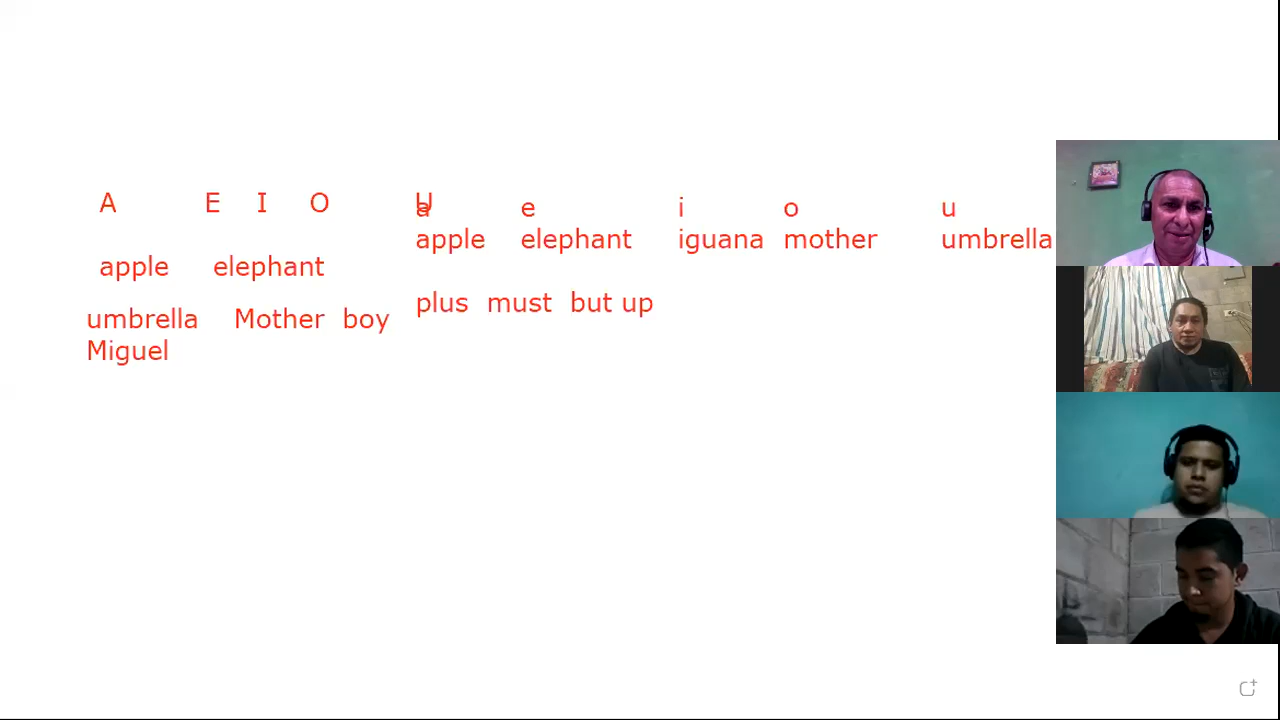 A E I O U
apple elephant
umbrella Mother boy
Miguel
a e i o u
apple elephant iguana mother umbrella
plus must but up